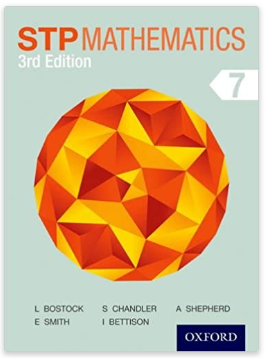 STP MATHEMATICS
3rd Edition
7
L BOSTOCK S CHANDLER A SHEPHERD
E SMITH I BETTISON
OXFORD